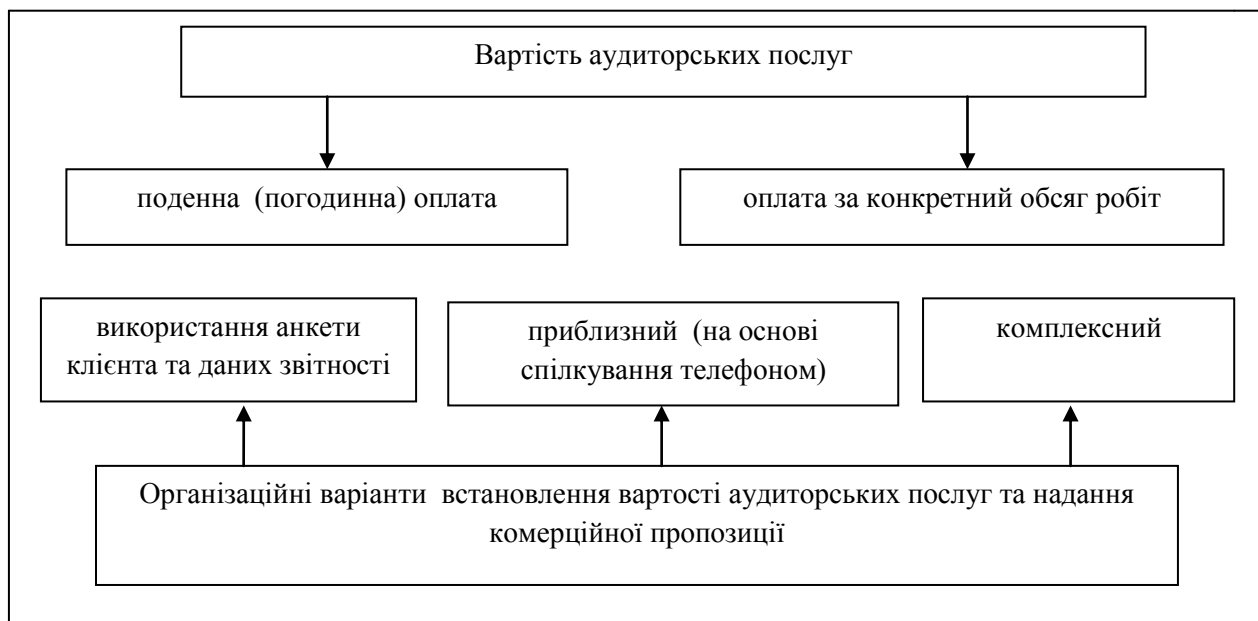 Вартість аудиторських послуг
поденна (погодинна) оплата
оплата за конкретний обсяг робіт
використання анкети
клієнта та даних звітності
приблизний (на основі
спілкування телефоном)
комплексний
Організаційні варіанти встановлення вартості аудиторських послуг та надання
комерційної пропозиції